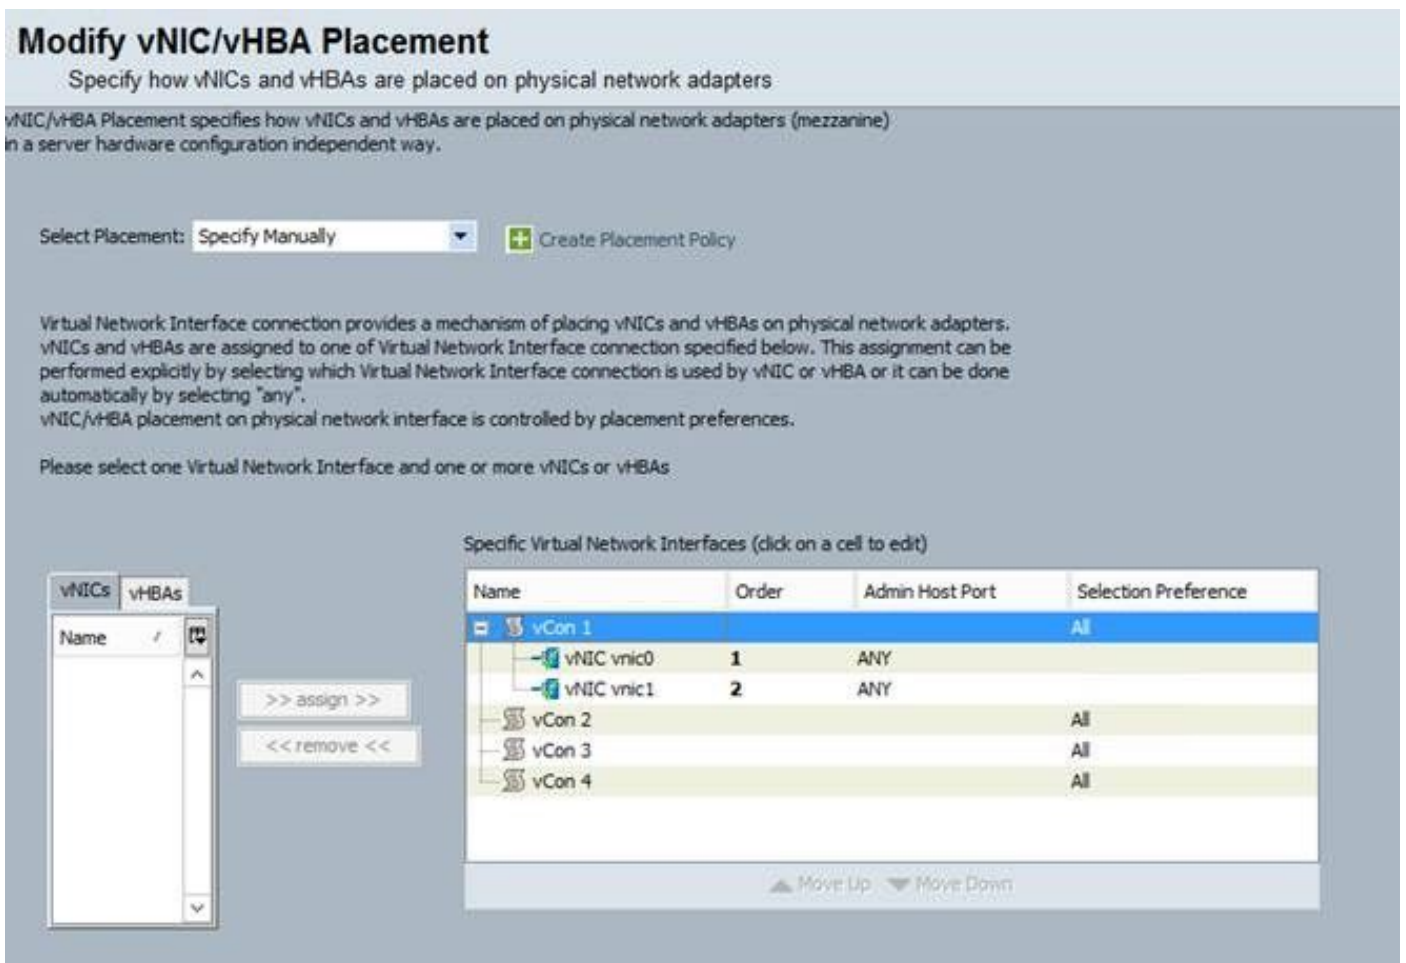 Modify vNIC/vHBA Placement
Specify how vNICs and vHBAs are placed on physical network adapters
vNIC/vHBA Placement specifies how vNICs and vHBAs are placed on physical network adapters (mezzanine)
in a server hardware configuration independent way.
Select Placement: Specify Manually Create Placement Policy
Virtual Network Interface connection provides a mechanism of placing vNICs and vHBAs on physical network adapters.
vNICs and vHBAs are assigned to one of Virtual Network Interface connection specified below. This assignment can be
performed explicitly by selecting which Virtual Network Interface connection is used by vNIC or vHBA or it can be done
automatically by selecting "any".
vNIC/vHBA placement on physical network interface is controlled by placement preferences.
Please select one Virtual Network Interface and one or more vNICs or vHBAs
Specific Virtual Network Interfaces (click on a cell to edit)
vNICs vHBAs
Name
>> assign >>
<< remove <<
Name Order Admin Host Port Selection Preference
vCon 1 All
vNIC vnic0 1 ANY
vNIC vnic1 2 ANY
vCon 2 All
vCon 3 All
vCon 4 All
Move Up Move Down